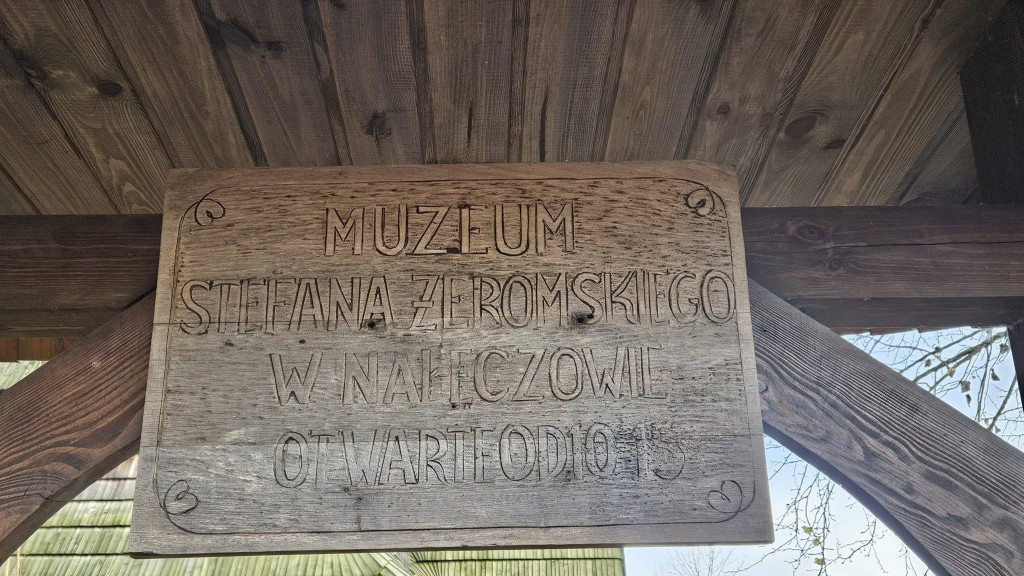 MUZEUM
STEFANA ŻEROMSKIEGO
W NAŁĘCZOWIE
OTWARTE OD 10 15